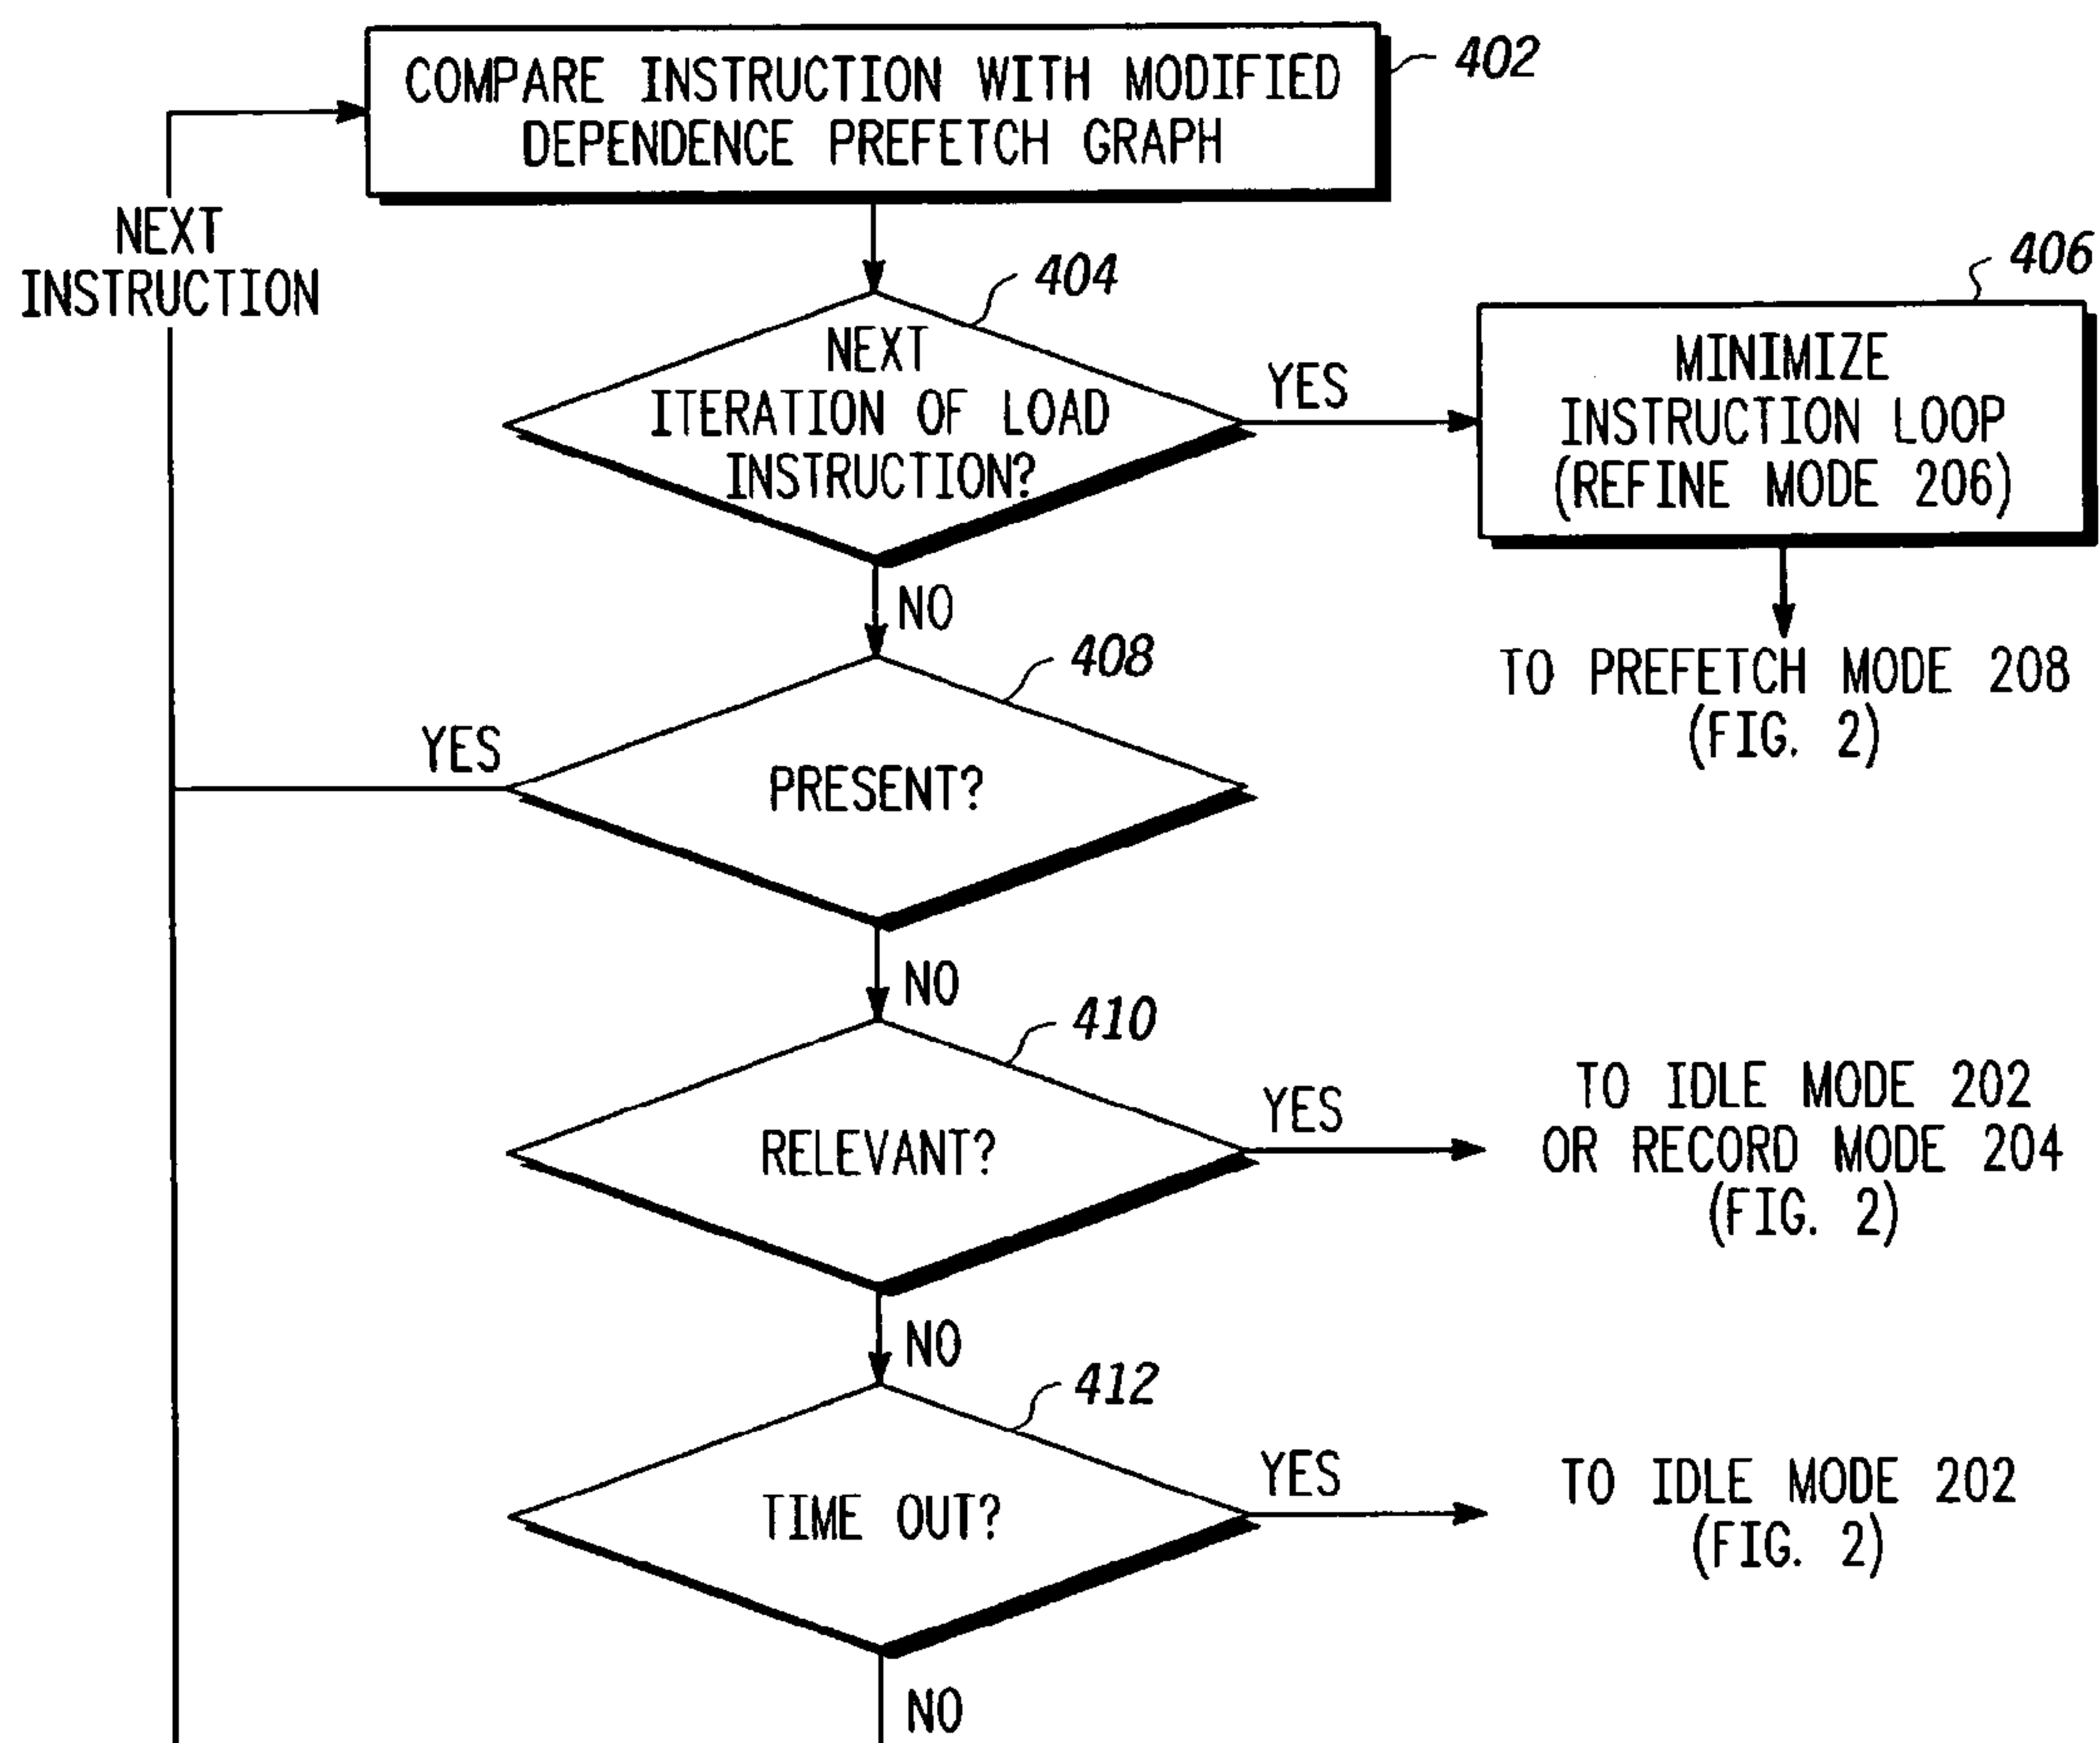 COMPARE INSTRUCTION WITH MODIFIED
DEPENDENCE PREFETCH GRAPH
402
NEXT
INSTRUCTION
404
NEXT
ITERATION OF LOAD
INSTRUCTION?
YES
406
MINIMIZE
INSTRUCTION LOOP
(REFINE MODE 206)
NO
TO PREFETCH MODE 208
(FIG. 2)
408
YES
PRESENT?
NO
410
RELEVANT?
YES
TO IDLE MODE 202
OR RECORD MODE 204
(FIG. 2)
NO
412
TIME OUT?
YES
TO IDLE MODE 202
(FIG. 2)
NO